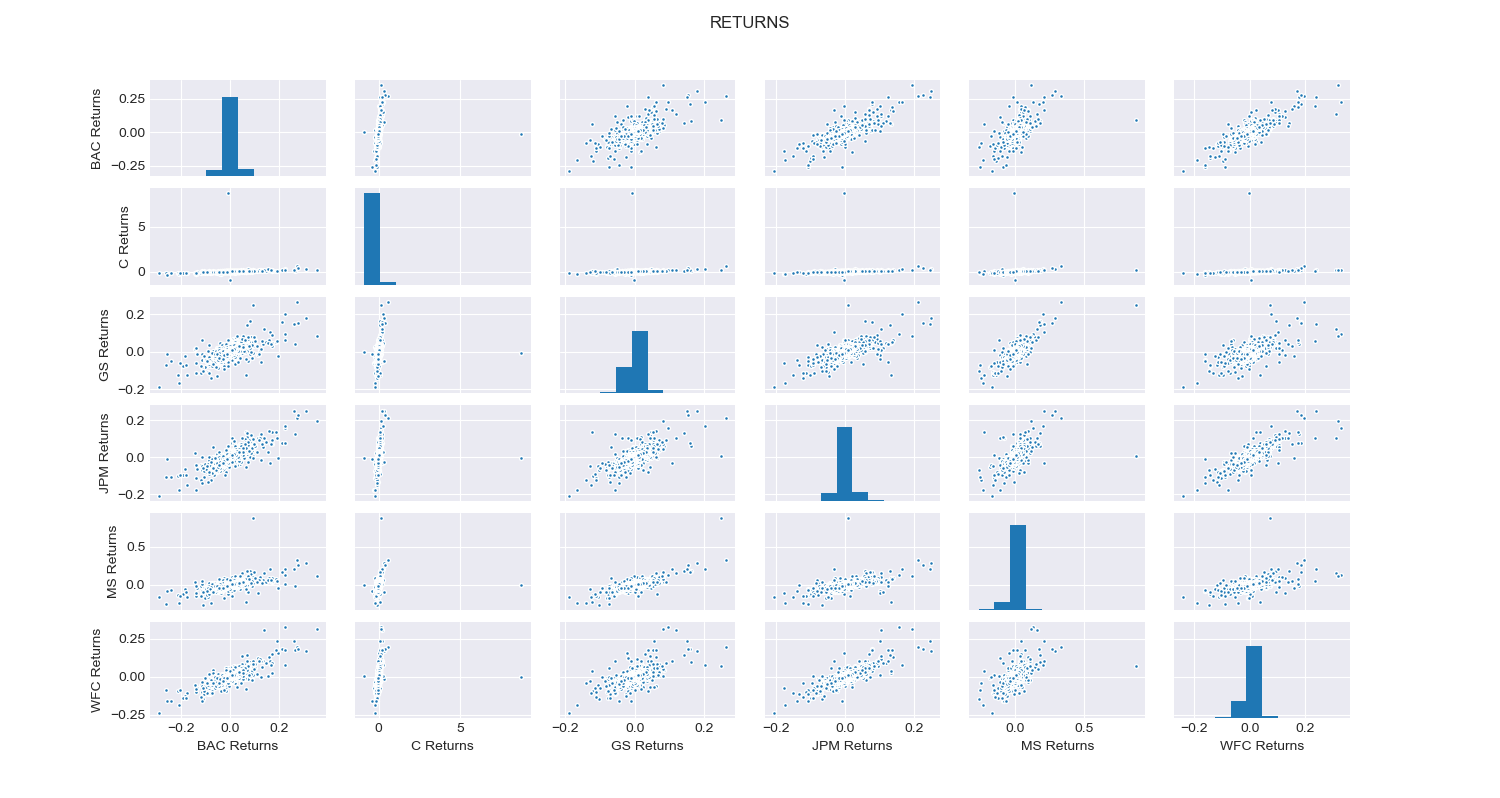 RETURNS
BAC Returns
0.25
0.00
−0.25
C Returns
5
0
GS Returns
0.2
0.0
−0.2
JPM Returns
0.2
0.0
−0.2
MS Returns
0.5
0.0
WFC Returns
0.25
0.00
−0.25
−0.2 0.0 0.2 0 5 −0.2 0.0 0.2 −0.2 0.0 0.2 0.0 0.5 −0.2 0.0 0.2
BAC Returns C Returns GS Returns JPM Returns MS Returns WFC Returns